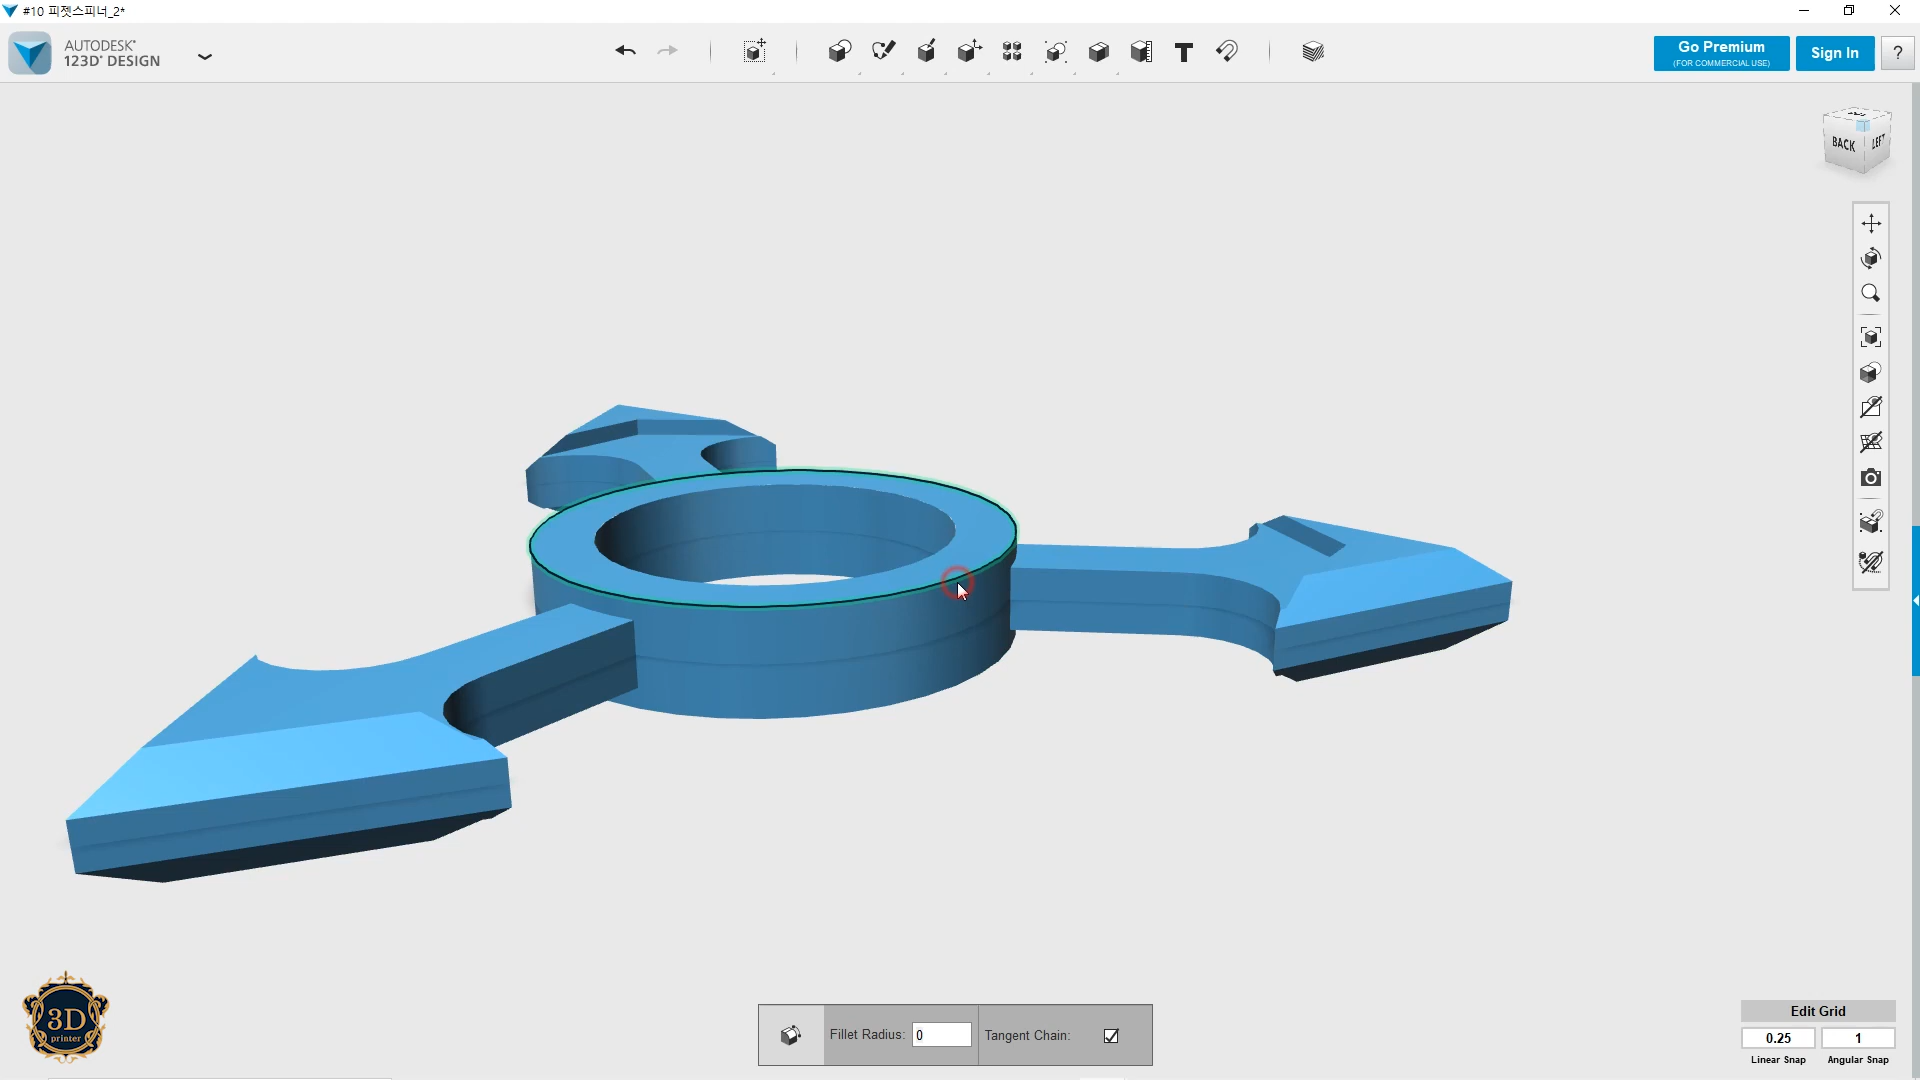 #10 피젯스피너_2*
AUTODESK®
123D® DESIGN
T
Go Premium
(FOR COMMERCIAL USE)
Sign In
?
BACK
LEFT
Fillet Radius: 0
Tangent Chain:
3D
printer
Edit Grid
0.25
1
Linear Snap
Angular Snap